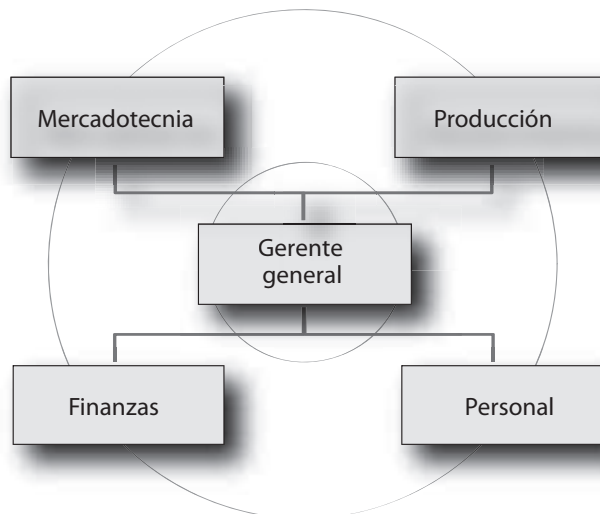 Mercadotecnia
Producción
Gerente
general
Finanzas
Personal